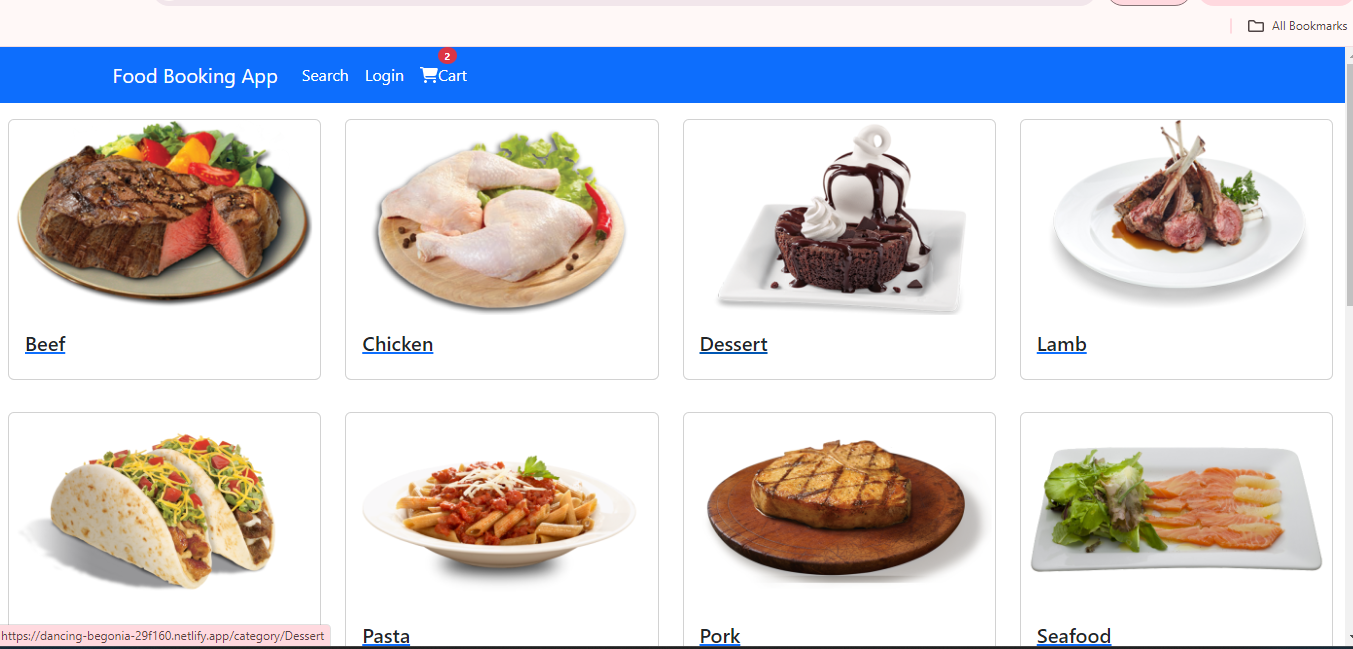 All Bookmarks
2
Food Booking App Search Login Cart
Beef Chicken Dessert Lamb
Pasta Pork Seafood
https://dancing-begonia-29f160.netlify.app/category/Dessert